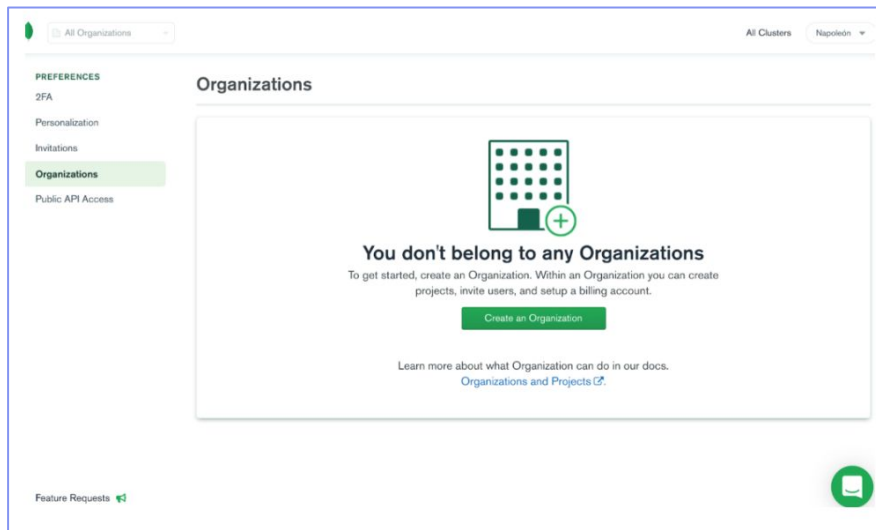 All Organizations
All Clusters
Napoleón
PREFERENCES
2FA
Personalization
Invitations
Organizations
Public API Access
Organizations
You don't belong to any Organizations
To get started, create an Organization. Within an Organization you can create
projects, invite users, and setup a billing account.
Create an Organization
Learn more about what Organization can do in our docs.
Organizations and Projects.
Feature Requests